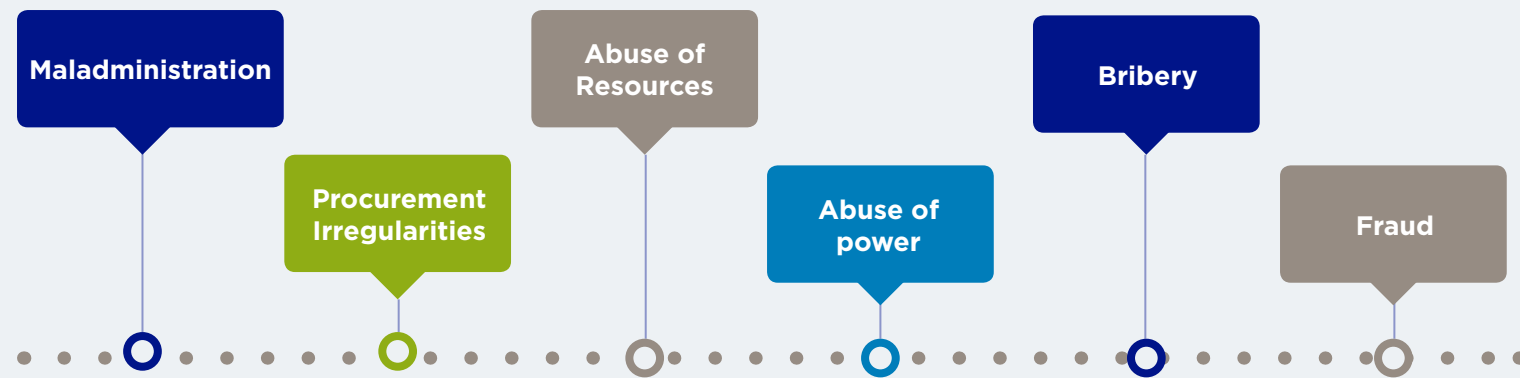 Maladministration
Procurement
Irregularities
Abuse of
Resources
Abuse of
power
Bribery
Fraud